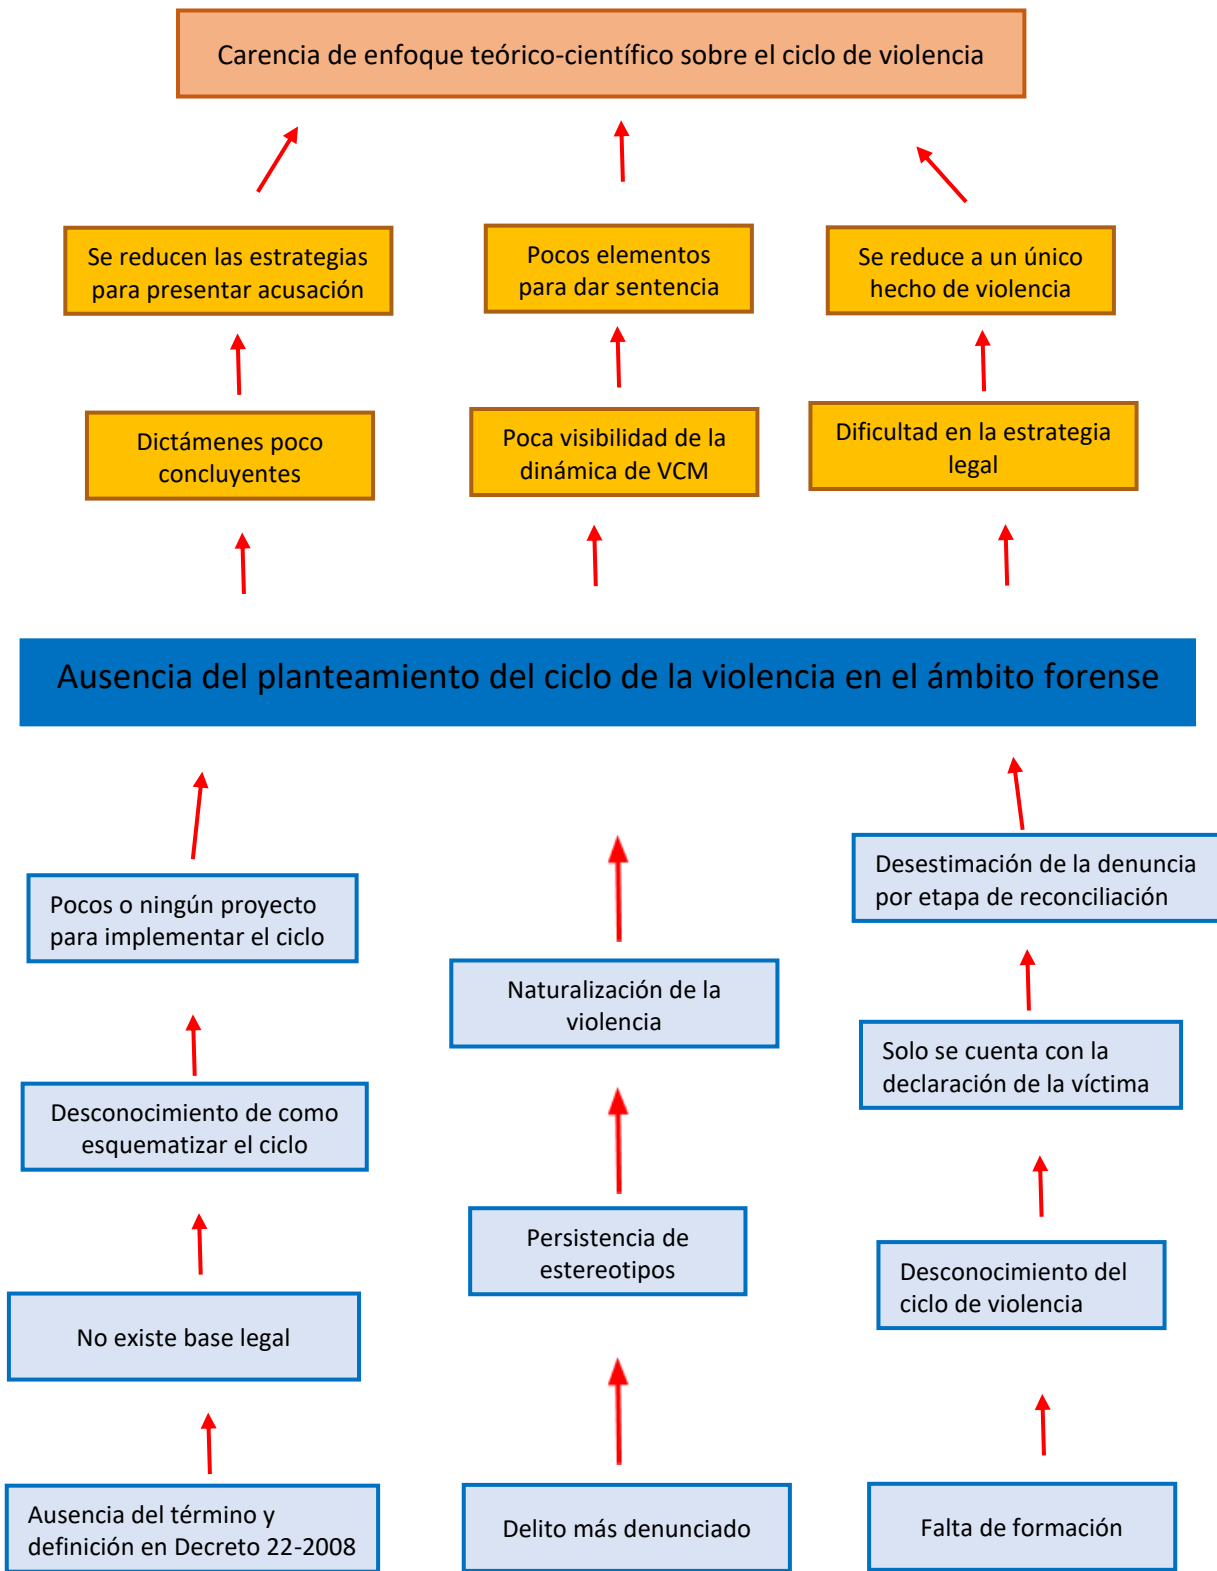 Carencia de enfoque teórico-científico sobre el ciclo de violencia
Se reducen las estrategias
para presentar acusación
Pocos elementos
para dar sentencia
Se reduce a un único
hecho de violencia
Dictámenes poco
concluyentes
Poca visibilidad de la
dinámica de VCM
Dificultad en la estrategia
legal
Ausencia del planteamiento del ciclo de la violencia en el ámbito forense
Pocos o ningún proyecto
para implementar el ciclo
Naturalización de la
violencia
Desestimación de la denuncia
por etapa de reconciliación
Desconocimiento de como
esquematizar el ciclo
Solo se cuenta con la
declaración de la víctima
Persistencia de
estereotipos
No existe base legal
Desconocimiento del
ciclo de violencia
Ausencia del término y
definición en Decreto 22-2008
Delito más denunciado
Falta de formación